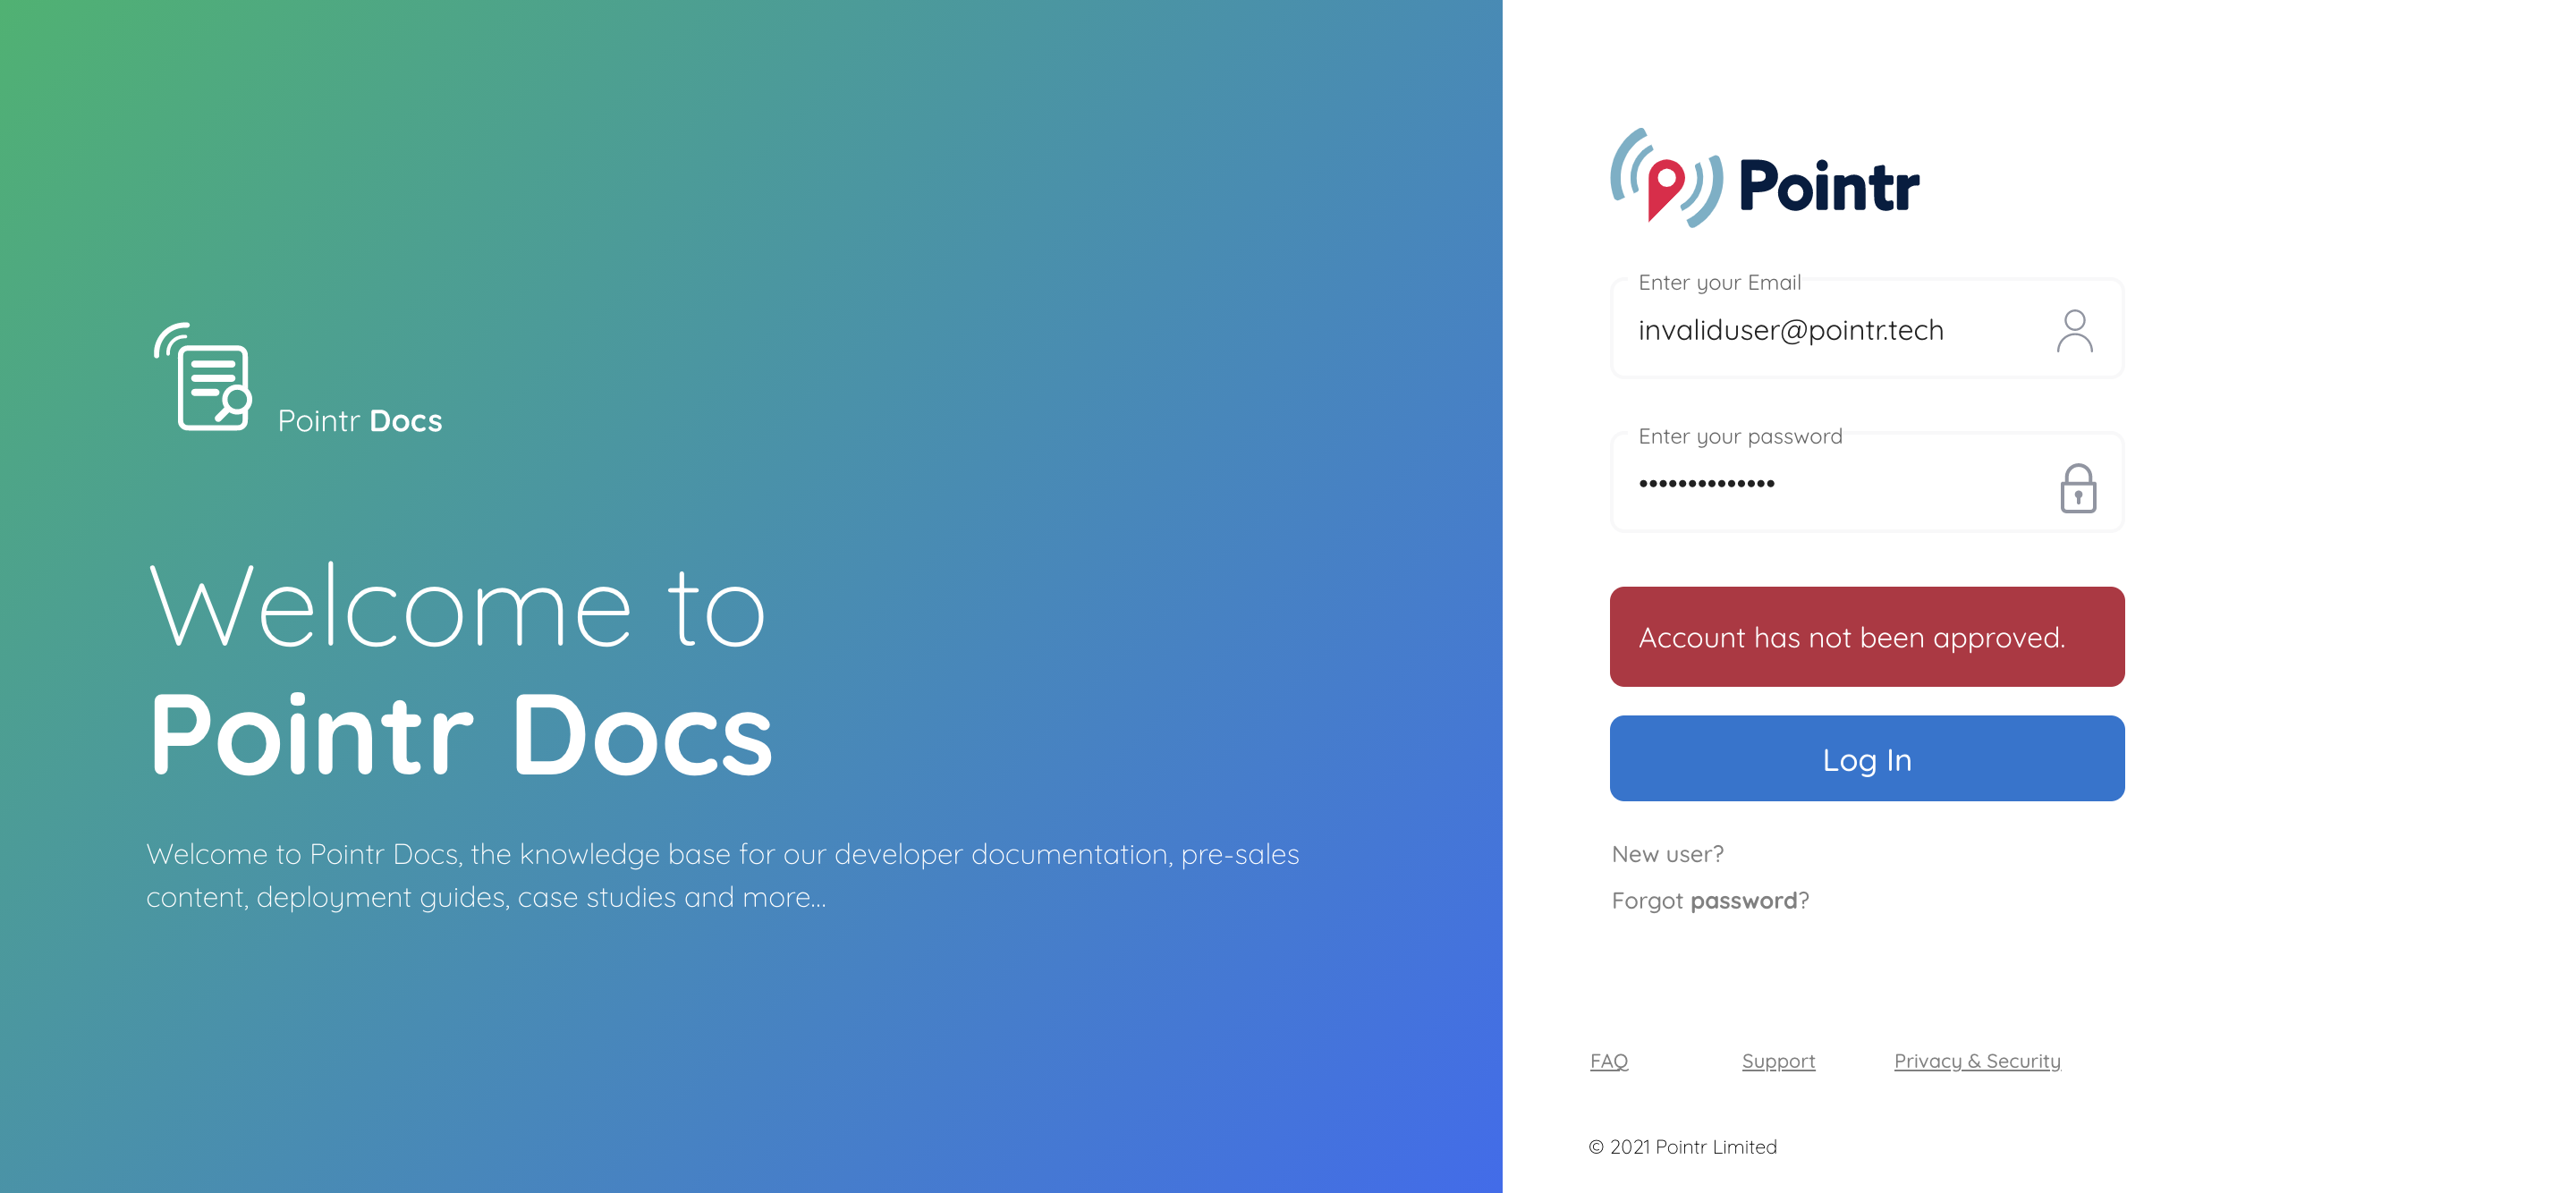 Pointr Docs
Welcome to
Pointr Docs
Welcome to Pointr Docs, the knowledge base for our developer documentation, pre-sales
content, deployment guides, case studies and more...
Pointr
Enter your Email
invaliduser@pointr.tech
Enter your password
••••••••••••••
Account has not been approved.
Log In
New user?
Forgot password?
FAQ
Support
Privacy & Security
© 2021 Pointr Limited